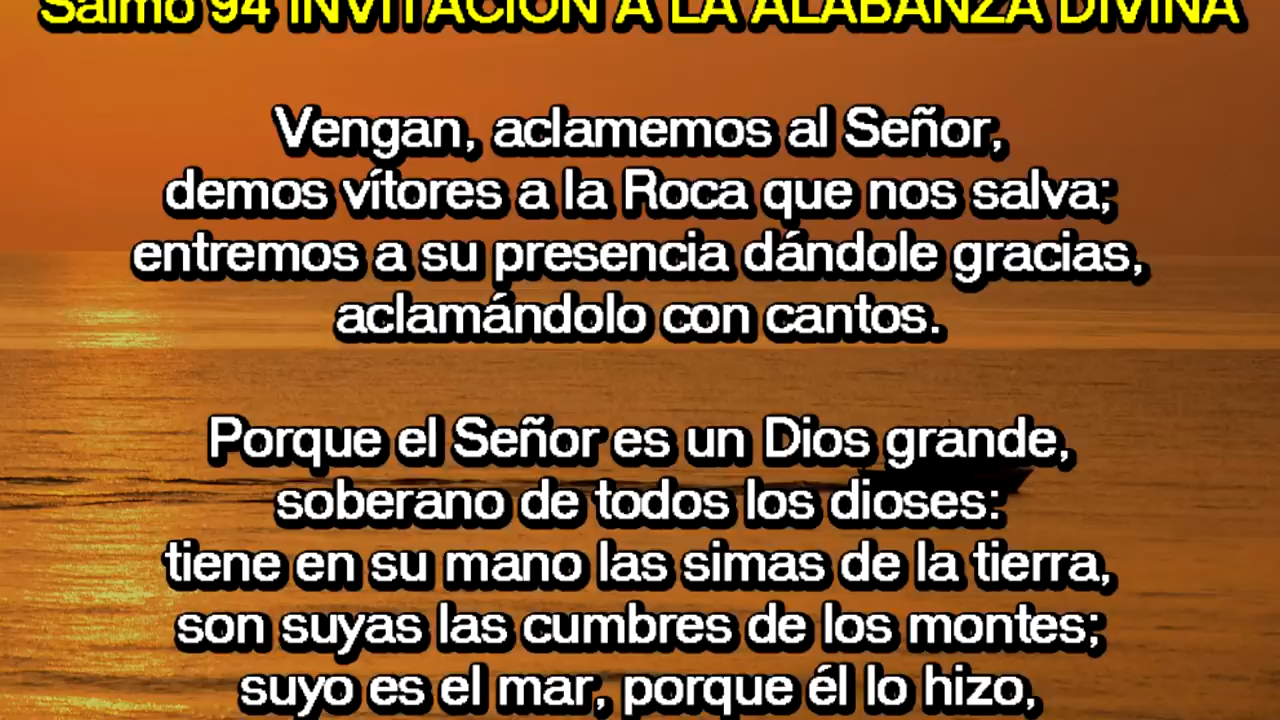 Salmo 94 INVITACIÓN A LA ALABANZA DIVINA
Vengan, aclamemos al Señor,
demos vítores a la Roca que nos salva;
entremos a su presencia dándole gracias,
aclamándolo con cantos.
Porque el Señor es un Dios grande,
soberano de todos los dioses:
tiene en su mano las simas de la tierra,
son suyas las cumbres de los montes;
suyo es el mar, porque él lo hizo,